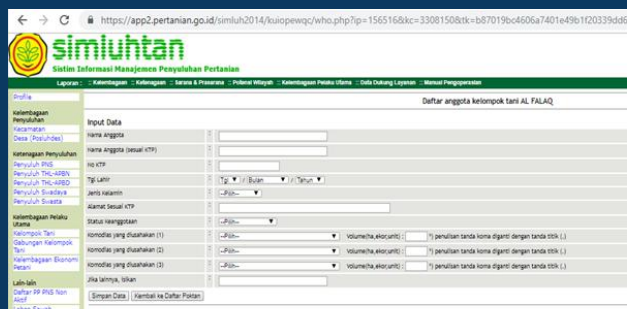 https://app2.pertanian.go.id/simluh2014/kuiopewqc/who.php?ip=156516&kc=3308150&tk=b87019bc4606a7401e49b1f20339dd6
simluhtan
Sistim Informasi Manajemen Penyuluhan Pertanian
Laporan : :: Kelembagaan :: Ketenagaan :: Sarana & Prasarana :: Potensi Wilayah :: Kelembagaan Pelaku Utama :: Data Dukung Layanan :: Manual Pengoperasian
Profile
Daftar anggota kelompok tani AL FALAQ
Kelembagaan Penyuluhan
Kecamatan
Desa (Posluhdes)
Ketenagaan Penyuluhan
Penyuluh PNS
Penyuluh THL-APBN
Penyuluh THL-APBD
Penyuluh Swadaya
Penyuluh Swasta
Kelembagaan Pelaku Utama
Kelompok Tani
Gabungan Kelompok Tani
Kelembagaan Ekonomi Petani
Lain-lain
Daftar PP PNS Non Aktif
Input Data
Nama Anggota :
Nama Anggota (sesuai KTP) :
No KTP :
Tgl Lahir : Tgl // Bulan // Tahun
Jenis Kelamin : --Pilih--
Alamat Sesuai KTP :
Status Keanggotaan : --Pilih--
Komodias yang diusahakan (1) : --Pilih-- Volume(ha,ekor,unit) : *) penulisan tanda koma diganti dengan tanda titik (.)
Komodias yang diusahakan (2) : --Pilih-- Volume(ha,ekor,unit) : *) penulisan tanda koma diganti dengan tanda titik (.)
Komodias yang diusahakan (3) : --Pilih-- Volume(ha,ekor,unit) : *) penulisan tanda koma diganti dengan tanda titik (.)
Jika lainnya, isikan :
Simpan Data Kembali ke Daftar Poktan